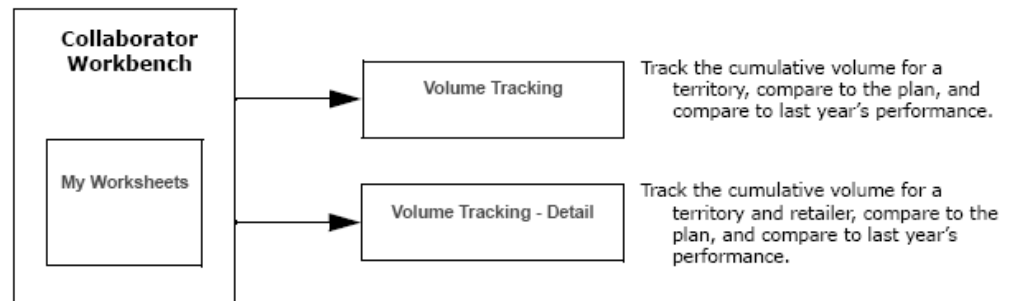 Collaborator
Workbench
My Worksheets
Volume Tracking
Track the cumulative volume for a
territory, compare to the plan, and
compare to last year's performance.
Volume Tracking - Detail
Track the cumulative volume for a
territory and retailer, compare to the
plan, and compare to last year's
performance.